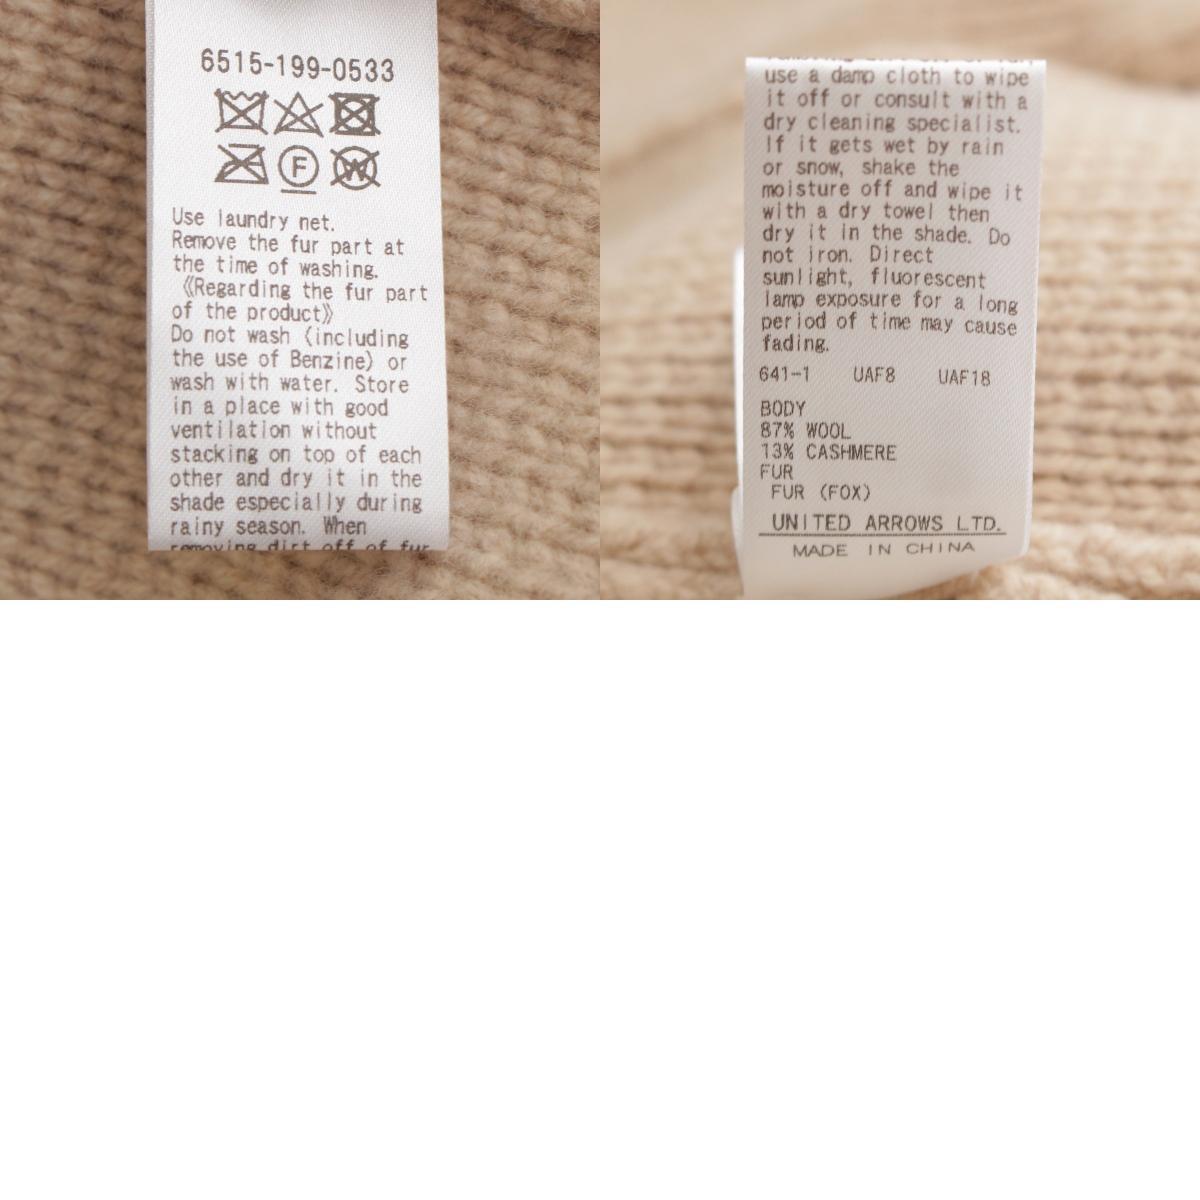 6515-199-0533
F
W
Use laundry net.
Remove the fur part at
the time of washing.
《Regarding the fur part
of the product》
Do not wash (including
the use of Benzine) or
wash with water. Store
in a place with good
ventilation without
stacking on top of each
other and dry it in the
shade especially during
rainy season. When
removing dirt off of fur
use a damp cloth to wipe
it off or consult with a
dry cleaning specialist.
If it gets wet by rain
or snow, shake the
moisture off and wipe it
with a dry towel then
dry it in the shade. Do
not iron. Direct
sunlight, fluorescent
lamp exposure for a long
period of time may cause
fading.
641-1 UAF8 UAF18
BODY
87% WOOL
13% CASHMERE
FUR
FUR (FOX)
UNITED ARROWS LTD.
MADE IN CHINA